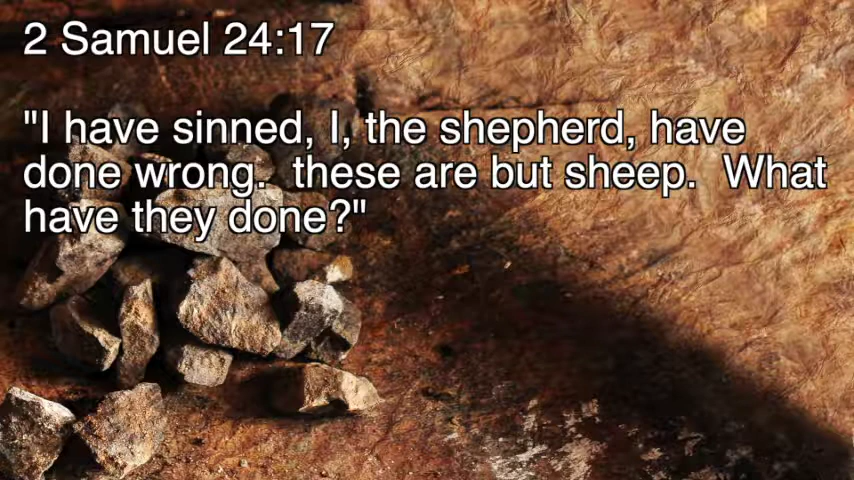 2 Samuel 24:17
"I have sinned, I, the shepherd, have
done wrong.  these are but sheep.  What
have they done?"